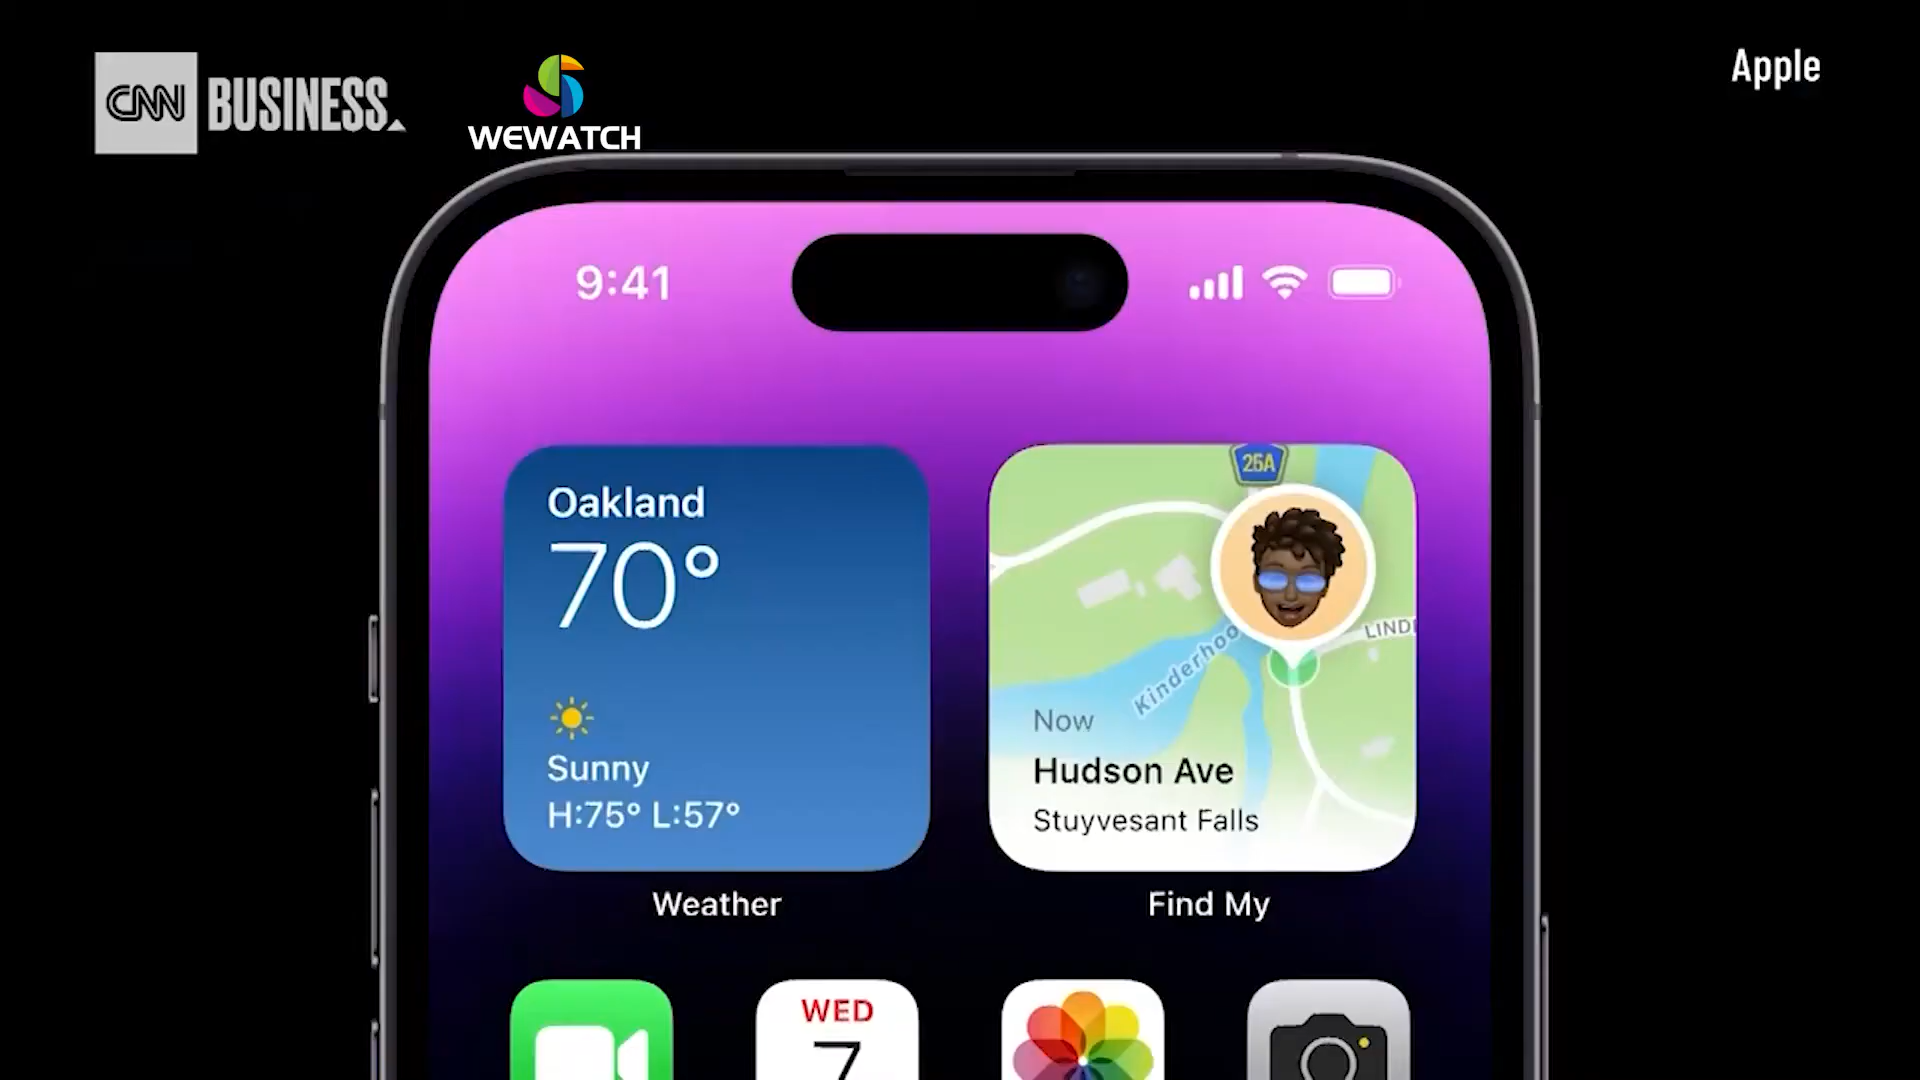 CNN BUSINESS
WEWATCH
Apple
9:41
Oakland
70°
Sunny
H:75° L:57°
Weather
26A
LIND
Kinderhoo
Now
Hudson Ave
Stuyvesant Falls
Find My
WED
7